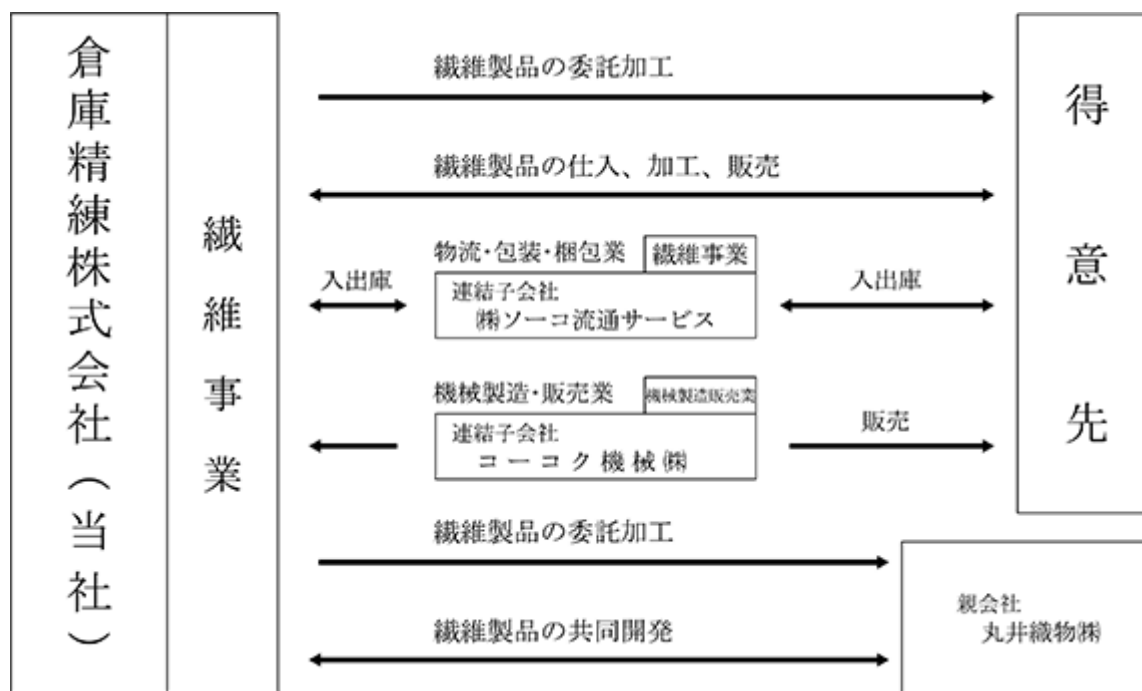 倉庫精練株式会社(当社)
繊維事業
繊維製品の委託加工
繊維製品の仕入、加工、販売
物流・包装・梱包業
繊維事業
入出庫
連結子会社
㈱ソーコ流通サービス
入出庫
機械製造・販売業
機械製造販売業
連結子会社
コーコク機械㈱
販売
繊維製品の委託加工
繊維製品の共同開発
得意先
親会社
丸井織物㈱